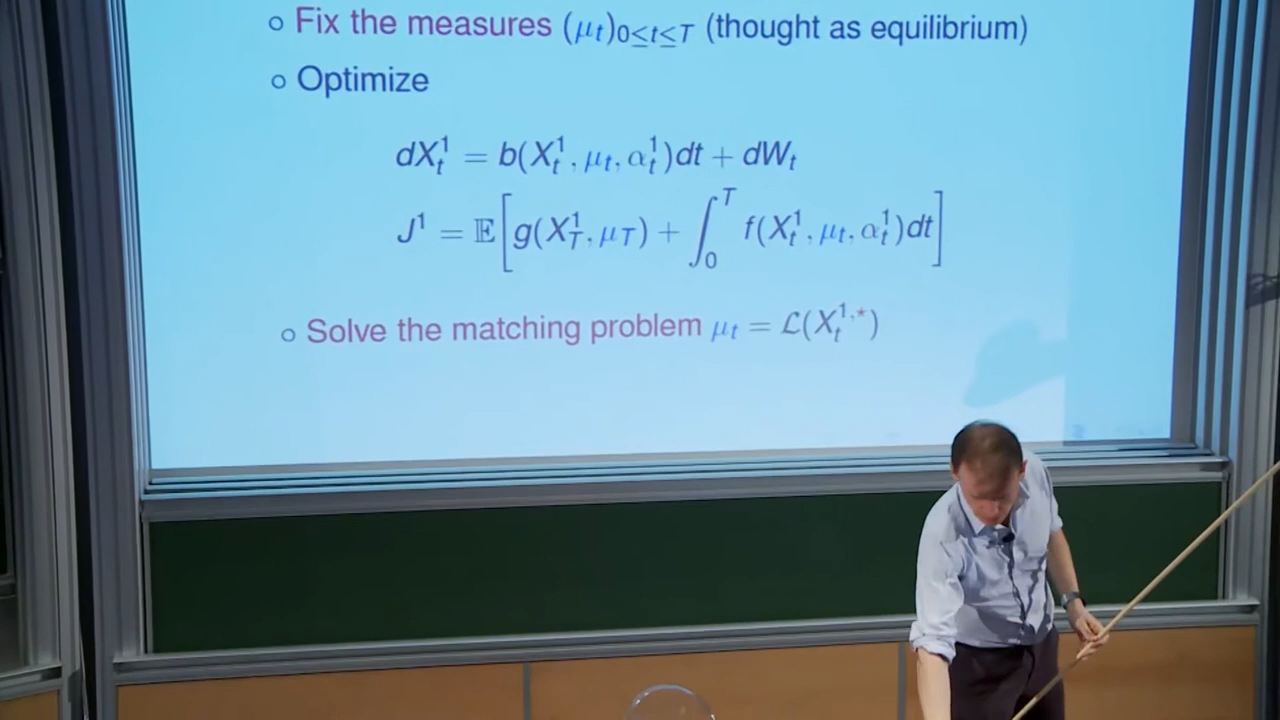 ○ Fix the measures (μ_t)_{0≤t≤T} (thought as equilibrium)
○ Optimize
dX_t^1 = b(X_t^1, μ_t, α_t^1)dt + dW_t
J^1 = 𝔼[g(X_T^1, μ_T) + ∫_0^T f(X_t^1, μ_t, α_t^1)dt]
○ Solve the matching problem μ_t = ℒ(X_t^{1,⋆})